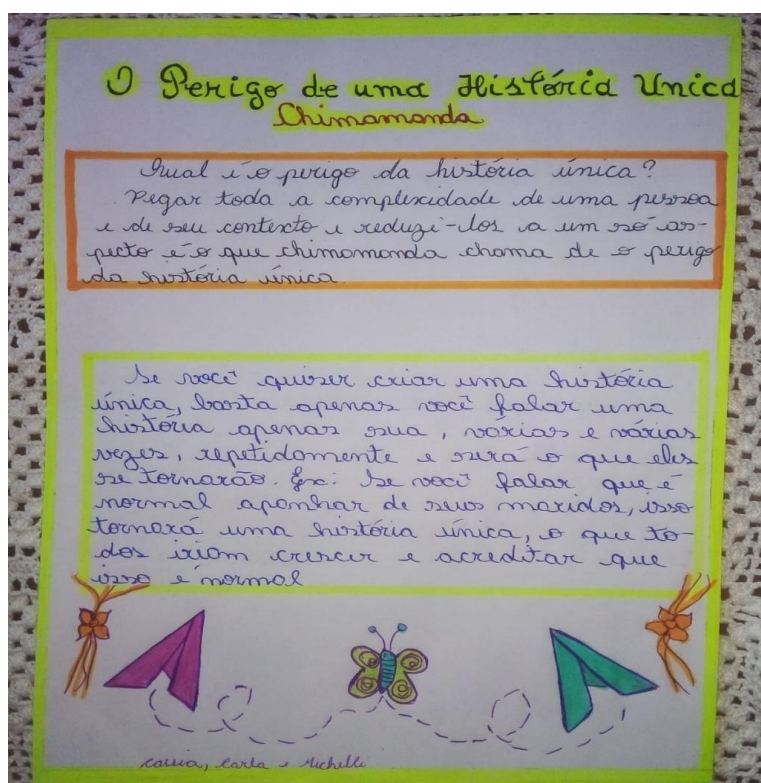 O Perigo de uma História Unica
Chimamanda
Qual é o perigo da história única?
Pegar toda a complexidade de uma pessoa
e de seu contexto e reduzi-los a um só as-
pecto é o que chimamanda chama de o perigo
da história única.
Se você quiser criar uma história
única, basta apenas você falar uma
história apenas sua, várias e várias
vezes, repetidamente e será o que eles
se tornarão. Ex: Se você falar que é
normal apanhar de seus maridos, isso
tornará uma história única, o que to-
dos iriam crescer e acreditar que
isso é normal
Cassia, Carla e Michelle